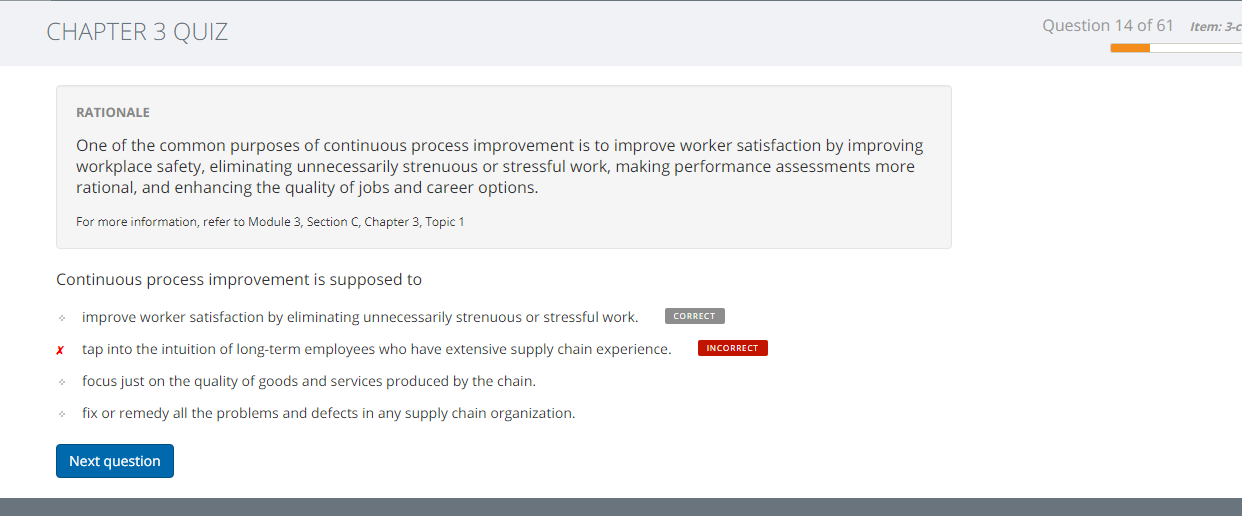 CHAPTER 3 QUIZ
Question 14 of 61 Item: 3-c
RATIONALE
One of the common purposes of continuous process improvement is to improve worker satisfaction by improving
workplace safety, eliminating unnecessarily strenuous or stressful work, making performance assessments more
rational, and enhancing the quality of jobs and career options.
For more information, refer to Module 3, Section C, Chapter 3, Topic 1
Continuous process improvement is supposed to
improve worker satisfaction by eliminating unnecessarily strenuous or stressful work. CORRECT
✗ tap into the intuition of long-term employees who have extensive supply chain experience. INCORRECT
focus just on the quality of goods and services produced by the chain.
fix or remedy all the problems and defects in any supply chain organization.
Next question